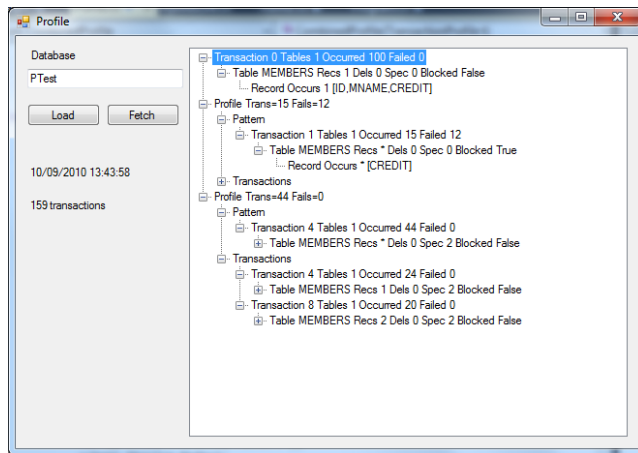 Profile
Database
PTest
Load Fetch
10/09/2010 13:43:58
159 transactions
Transaction 0 Tables 1 Occurred 100 Failed 0
Table MEMBERS Recs 1 Dels 0 Spec 0 Blocked False
Record Occurs 1 [ID,MNAME,CREDIT]
Profile Trans=15 Fails=12
Pattern
Transaction 1 Tables 1 Occurred 15 Failed 12
Table MEMBERS Recs * Dels 0 Spec 0 Blocked True
Record Occurs * [CREDIT]
Transactions
Profile Trans=44 Fails=0
Pattern
Transaction 4 Tables 1 Occurred 44 Failed 0
Table MEMBERS Recs * Dels 0 Spec 2 Blocked False
Transactions
Transaction 4 Tables 1 Occurred 24 Failed 0
Table MEMBERS Recs 1 Dels 0 Spec 2 Blocked False
Transaction 8 Tables 1 Occurred 20 Failed 0
Table MEMBERS Recs 2 Dels 0 Spec 2 Blocked False